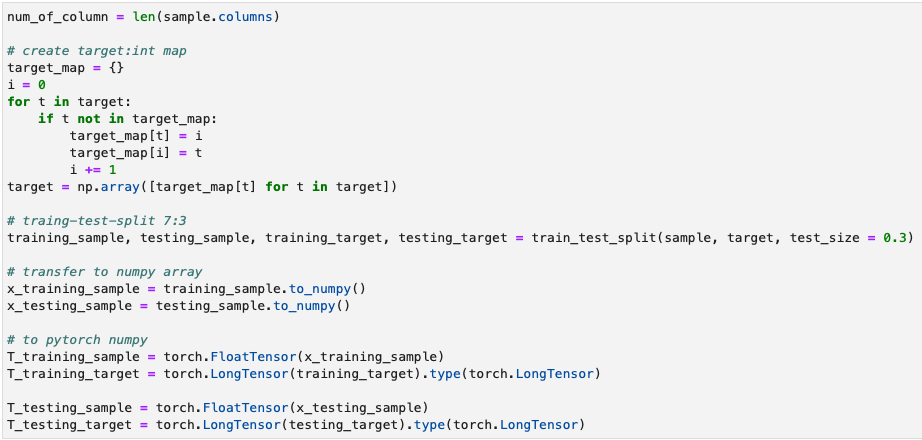 num_of_column = len(sample.columns)

# create target:int map
target_map = {}
i = 0
for t in target:
    if t not in target_map:
        target_map[t] = i
        target_map[i] = t
        i += 1
target = np.array([target_map[t] for t in target])

# traing-test-split 7:3
training_sample, testing_sample, training_target, testing_target = train_test_split(sample, target, test_size = 0.3)

# transfer to numpy array
x_training_sample = training_sample.to_numpy()
x_testing_sample = testing_sample.to_numpy()

# to pytorch numpy
T_training_sample = torch.FloatTensor(x_training_sample)
T_training_target = torch.LongTensor(training_target).type(torch.LongTensor)

T_testing_sample = torch.FloatTensor(x_testing_sample)
T_testing_target = torch.LongTensor(testing_target).type(torch.LongTensor)